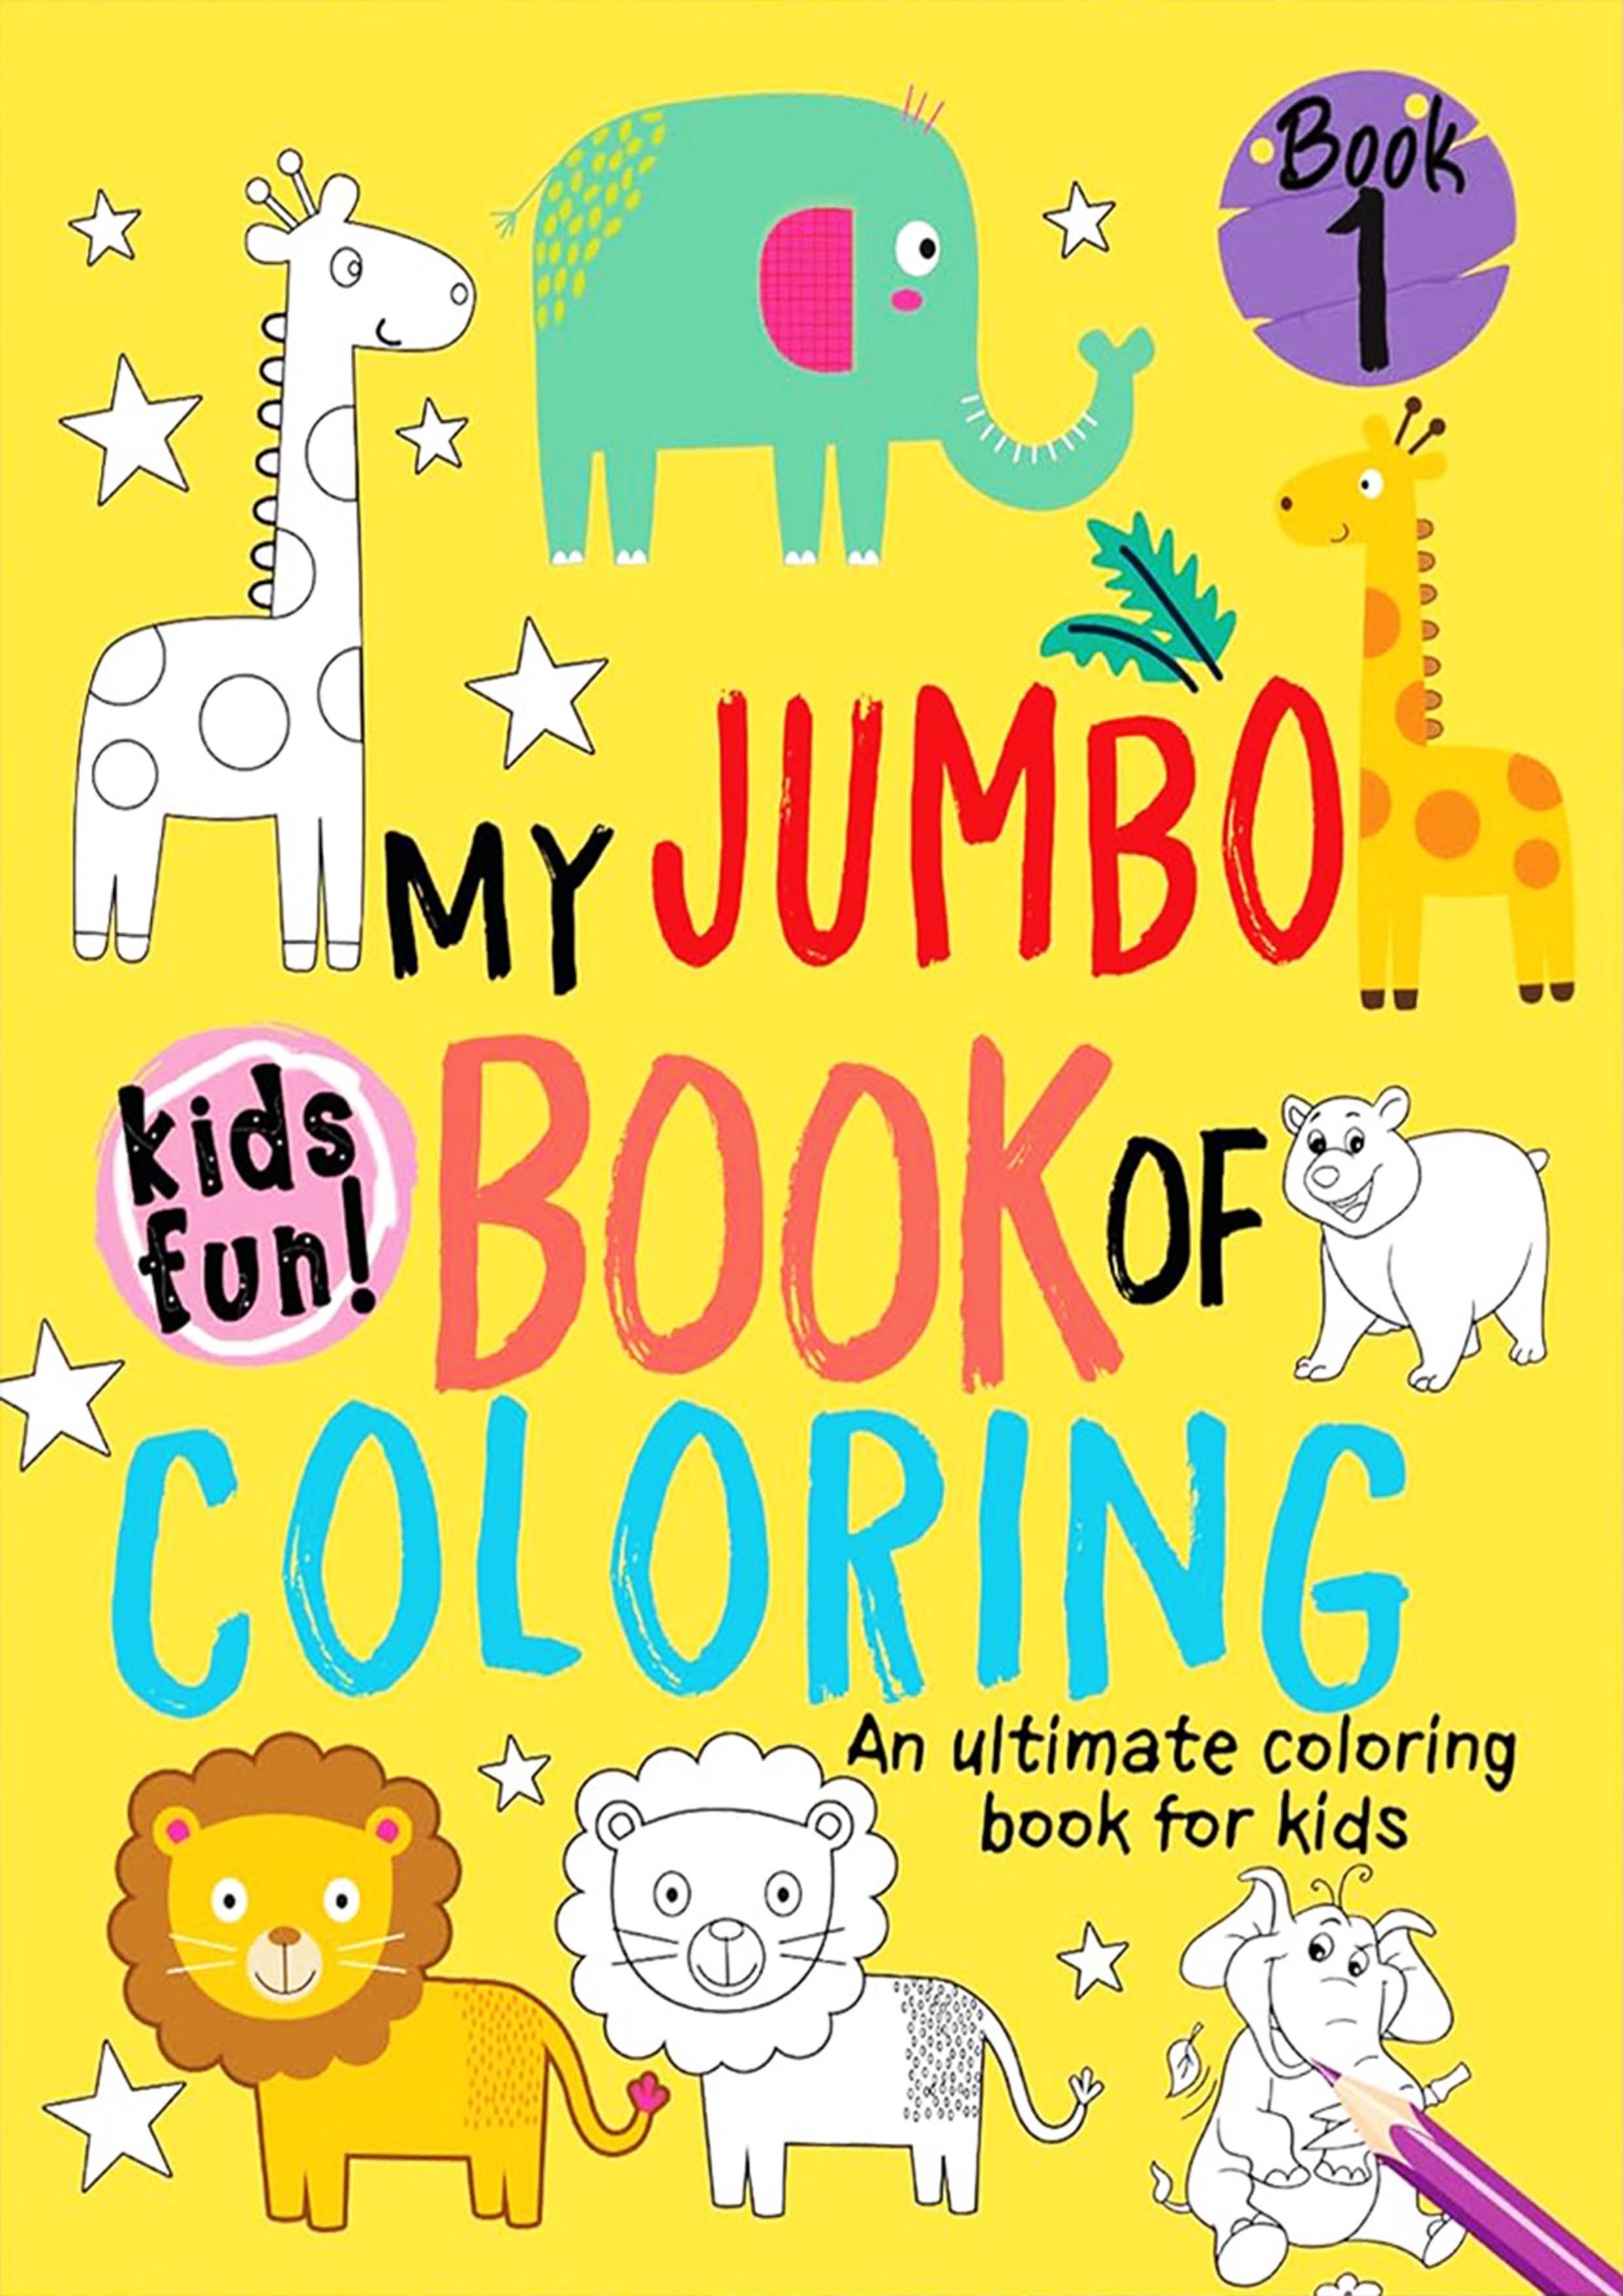 Book
1
MY JUMBO
kids
fun!
BOOK OF
COLORING
An ultimate coloring
book for kids